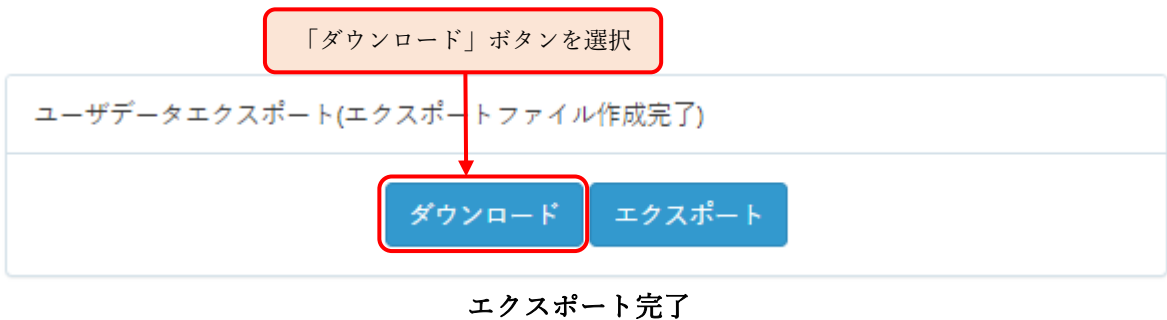 「ダウンロード」ボタンを選択
ユーザデータエクスポート(エクスポートファイル作成完了)
ダウンロード エクスポート
エクスポート完了